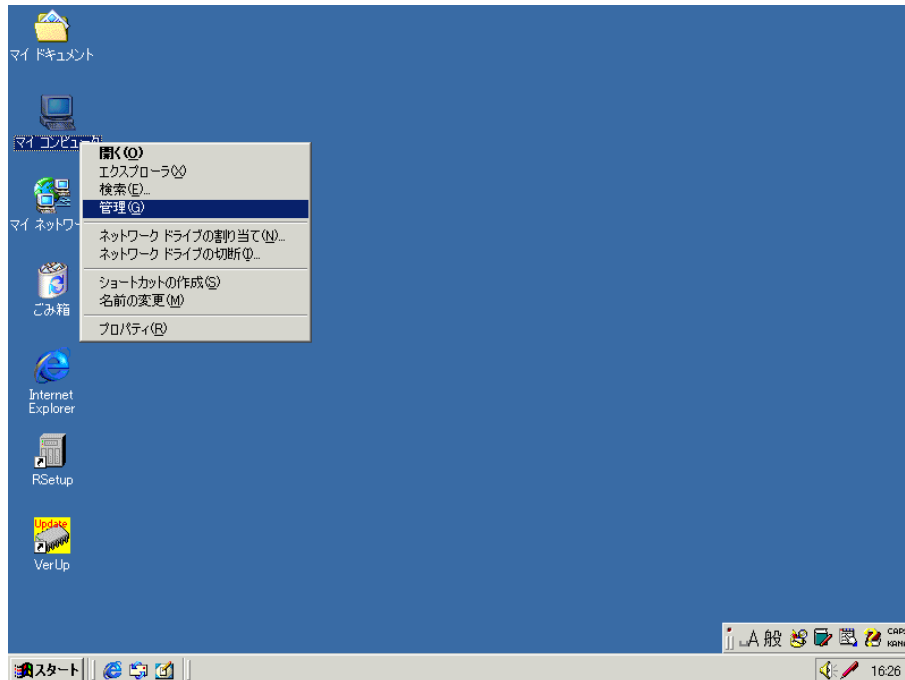 マイ ドキュメント
マイ コンピュータ
開く(O)
エクスプローラ(X)
検索(E)...
管理(G)
マイ ネットワー
ネットワーク ドライブの割り当て(N)...
ネットワーク ドライブの切断(I)...
ショートカットの作成(S)
名前の変更(M)
ごみ箱
プロパティ(R)
Internet
Explorer
RSetup
Update
VerUp
A 般
CAPS
KANA
スタート
16:26